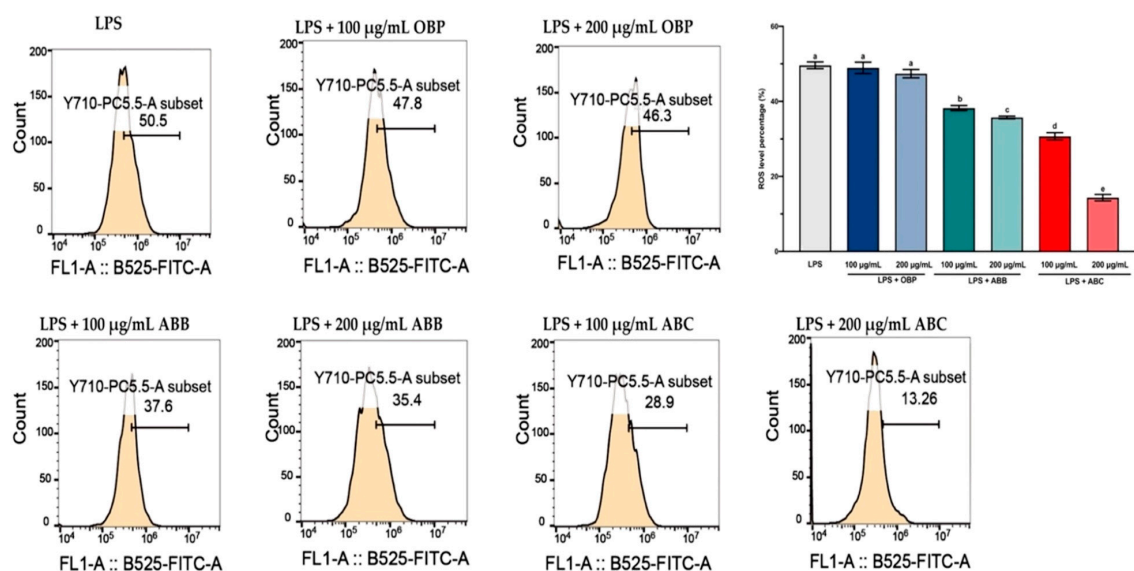 LPS
200
150
100
50
0
Count
Y710-PC5.5-A subset
50.5
10^4 10^5 10^6 10^7
FL1-A :: B525-FITC-A
LPS + 100 µg/mL OBP
200
150
100
50
0
Count
Y710-PC5.5-A subset
47.8
10^4 10^5 10^6 10^7
FL1-A :: B525-FITC-A
LPS + 200 µg/mL OBP
200
150
100
50
0
Count
Y710-PC5.5-A subset
46.3
10^4 10^5 10^6 10^7
FL1-A :: B525-FITC-A
ROS level percentage (%)
60
40
20
0
a a a b c d e
LPS 100 µg/mL 200 µg/mL 100 µg/mL 200 µg/mL 100 µg/mL 200 µg/mL
LPS + OBP LPS + ABB LPS + ABC
LPS + 100 µg/mL ABB
200
150
100
50
0
Count
Y710-PC5.5-A subset
37.6
10^4 10^5 10^6 10^7
FL1-A :: B525-FITC-A
LPS + 200 µg/mL ABB
200
150
100
50
0
Count
Y710-PC5.5-A subset
35.4
10^4 10^5 10^6 10^7
FL1-A :: B525-FITC-A
LPS + 100 µg/mL ABC
200
150
100
50
0
Count
Y710-PC5.5-A subset
28.9
10^4 10^5 10^6 10^7
FL1-A :: B525-FITC-A
LPS + 200 µg/mL ABC
200
150
100
50
0
Count
Y710-PC5.5-A subset
13.26
10^4 10^5 10^6 10^7
FL1-A :: B525-FITC-A